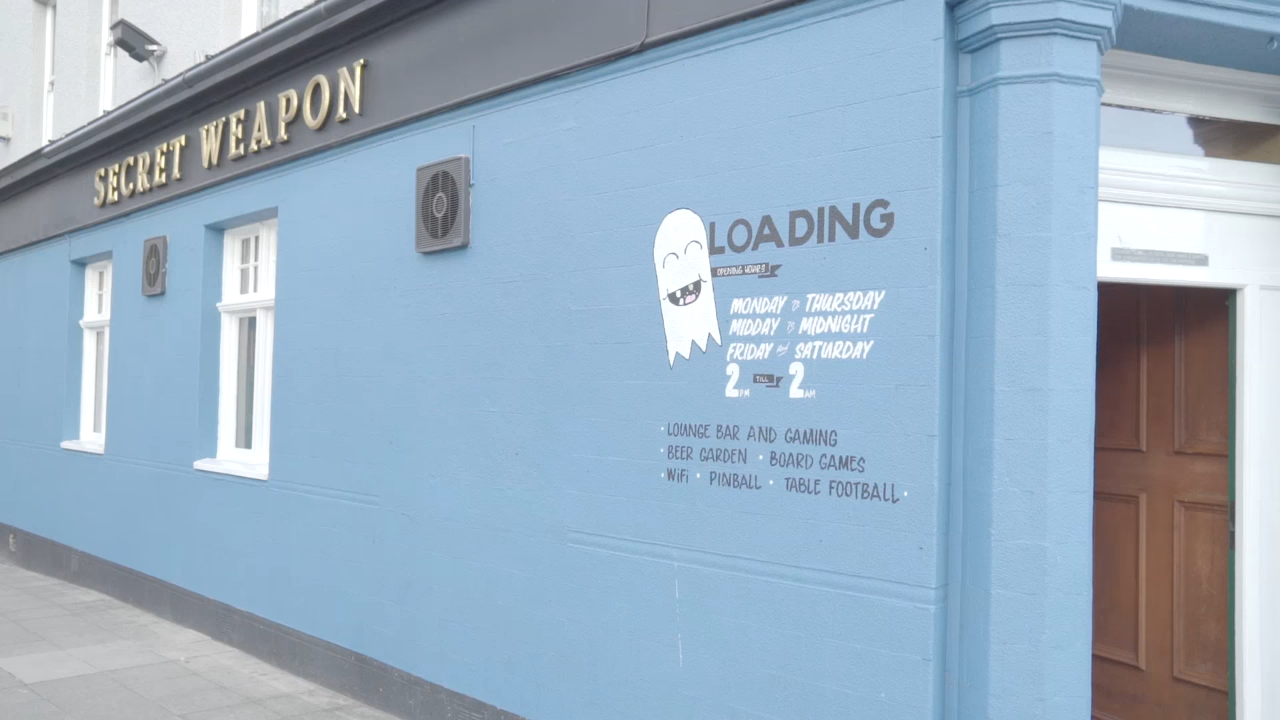 SECRET WEAPON
LOADING
OPENING HOURS
MONDAY TO THURSDAY
MIDDAY TO MIDNIGHT
FRIDAY and SATURDAY
2PM TILL 2AM
• LOUNGE BAR AND GAMING
• BEER GARDEN • BOARD GAMES
• WiFi • PINBALL • TABLE FOOTBALL •